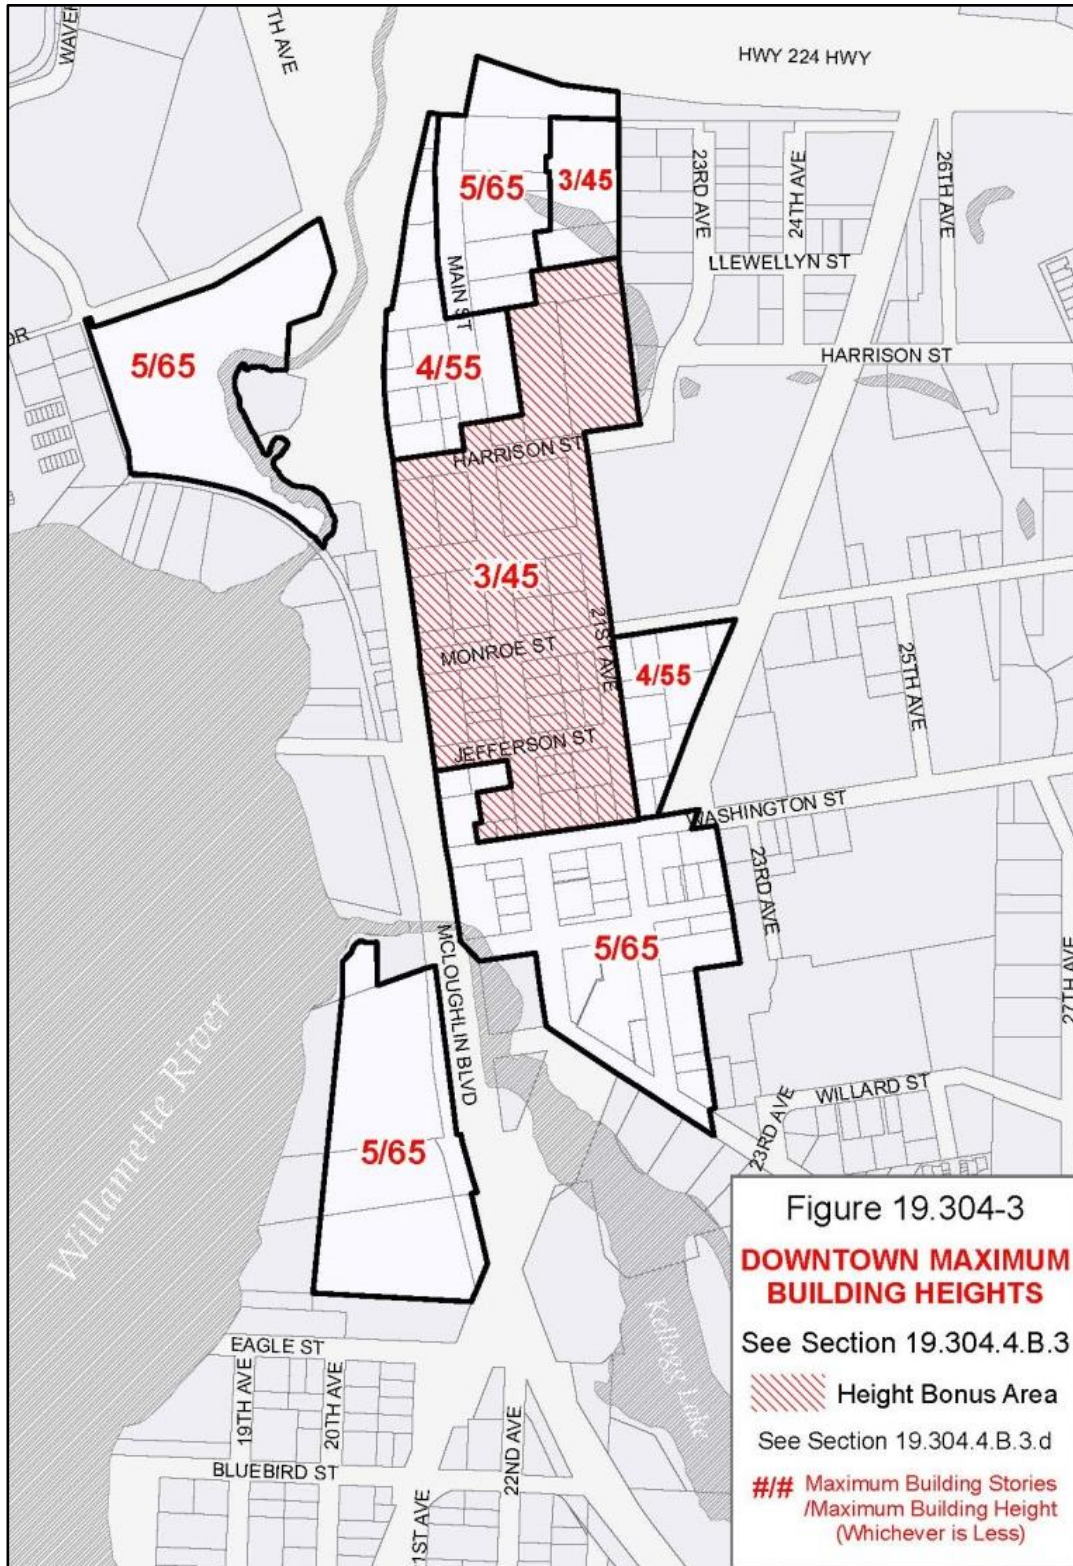 WAVER
TH AVE
HWY 224 HWY
5/65
3/45
23RD AVE
24TH AVE
26TH AVE
MAIN ST
LLEWELLYN ST
DR
5/65
4/55
HARRISON ST
HARRISON ST
3/45
21ST AVE
MONROE ST
4/55
25TH AVE
JEFFERSON ST
WASHINGTON ST
23RD AVE
MCLOUGHLIN BLVD
5/65
27TH AVE
Willamette River
WILLARD ST
23RD AVE
5/65
Kellogg Lake
EAGLE ST
19TH AVE
20TH AVE
22ND AVE
BLUEBIRD ST
21ST AVE
Figure 19.304-3
DOWNTOWN MAXIMUM
BUILDING HEIGHTS
See Section 19.304.4.B.3
Height Bonus Area
See Section 19.304.4.B.3.d
#/# Maximum Building Stories
/Maximum Building Height
(Whichever is Less)